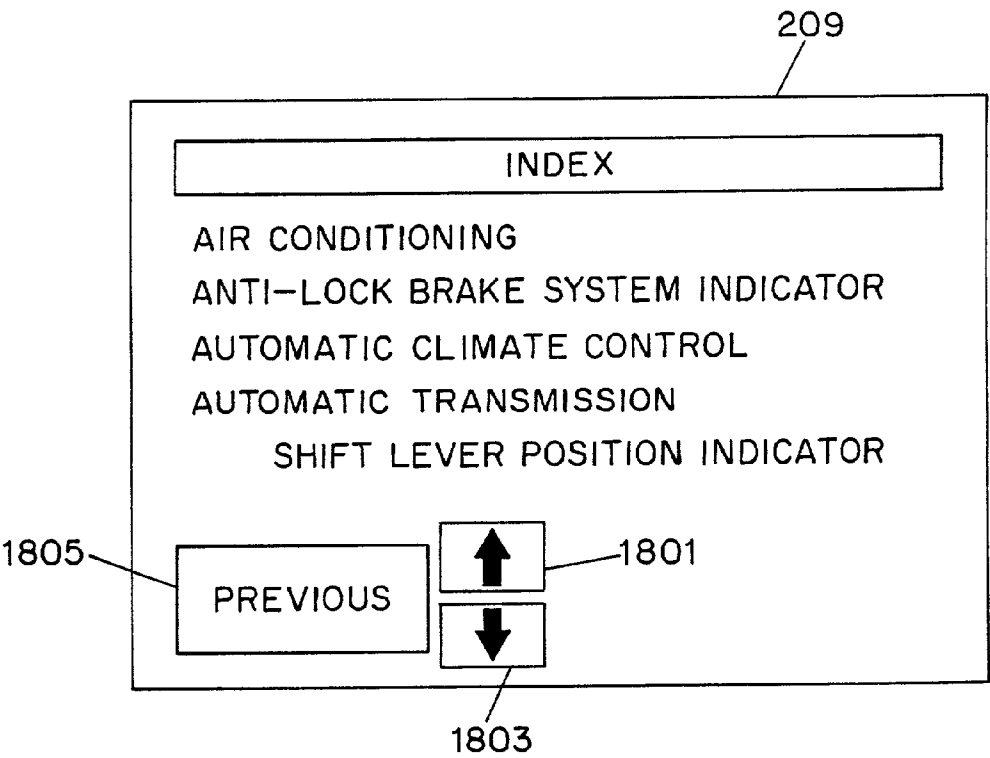 209
INDEX
AIR CONDITIONING
ANTI-LOCK BRAKE SYSTEM INDICATOR
AUTOMATIC CLIMATE CONTROL
AUTOMATIC TRANSMISSION
SHIFT LEVER POSITION INDICATOR
1805
1801
PREVIOUS
1803